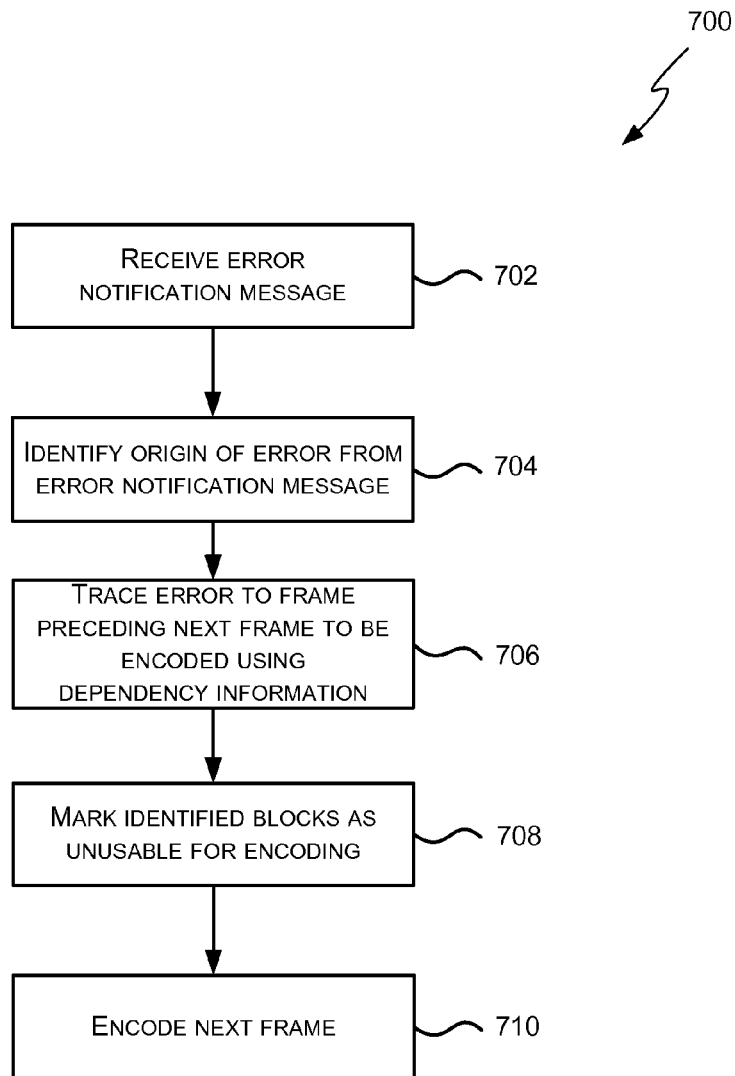 700
RECEIVE ERROR
NOTIFICATION MESSAGE
702
IDENTIFY ORIGIN OF ERROR FROM
ERROR NOTIFICATION MESSAGE
704
TRACE ERROR TO FRAME
PRECEDING NEXT FRAME TO BE
ENCODED USING
DEPENDENCY INFORMATION
706
MARK IDENTIFIED BLOCKS AS
UNUSABLE FOR ENCODING
708
ENCODE NEXT FRAME
710